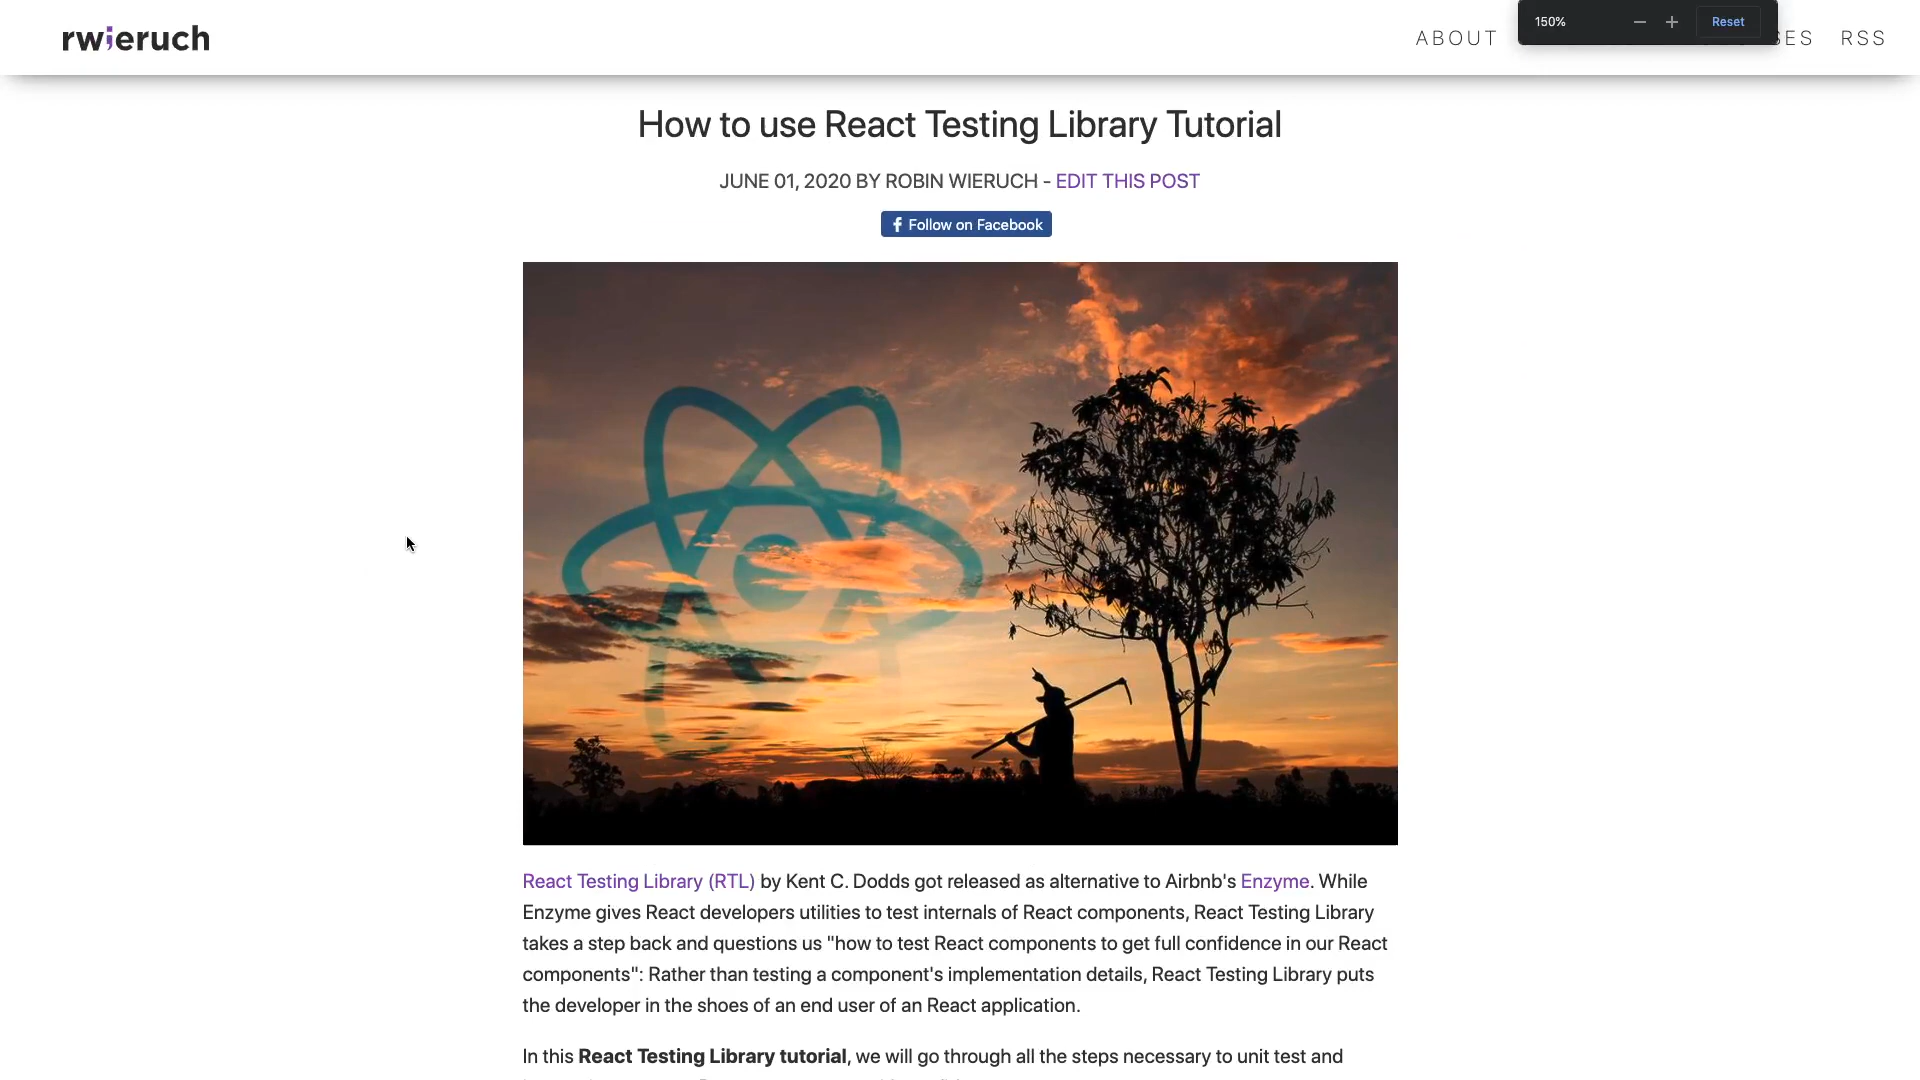 rwieruch
ABOUT
150%
Reset
RSS
How to use React Testing Library Tutorial
JUNE 01, 2020 BY ROBIN WIERUCH - EDIT THIS POST
Follow on Facebook
React Testing Library (RTL) by Kent C. Dodds got released as alternative to Airbnb's Enzyme. While
Enzyme gives React developers utilities to test internals of React components, React Testing Library
takes a step back and questions us "how to test React components to get full confidence in our React
components": Rather than testing a component's implementation details, React Testing Library puts
the developer in the shoes of an end user of an React application.
In this React Testing Library tutorial, we will go through all the steps necessary to unit test and